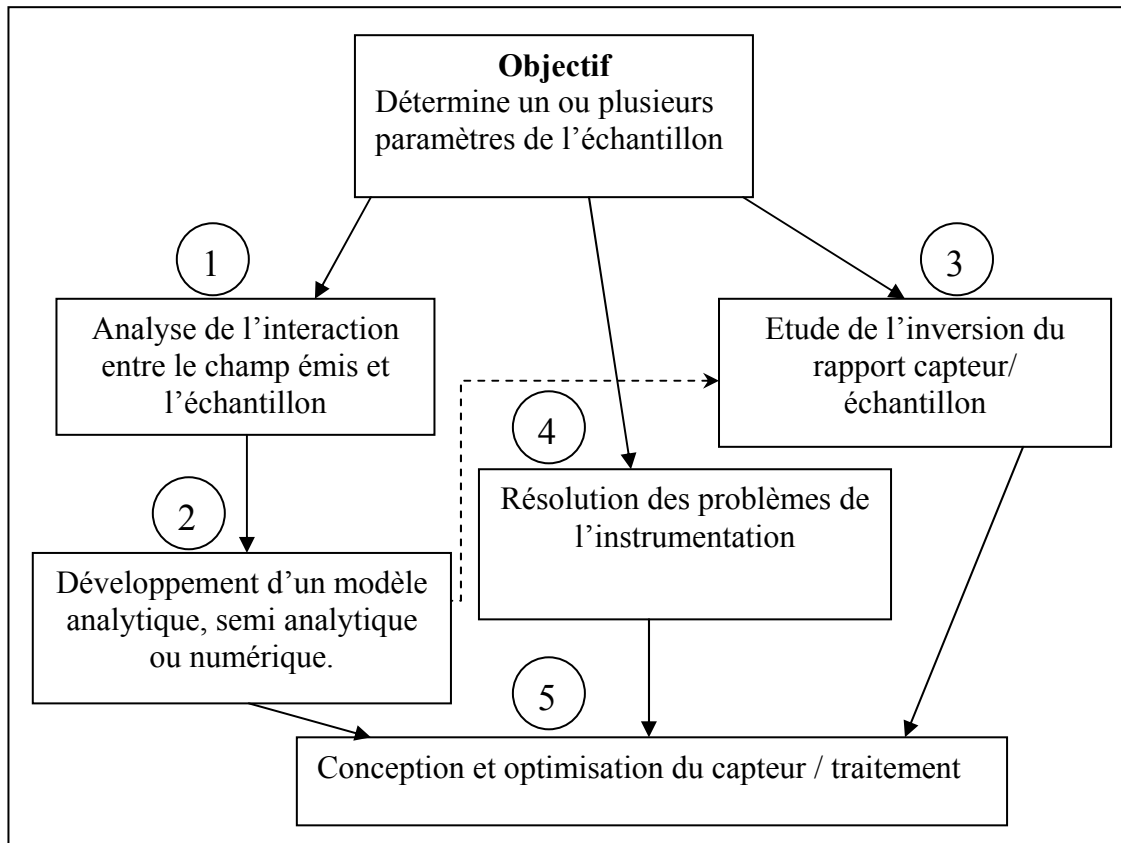 Objectif
Détermine un ou plusieurs
paramètres de l’échantillon
1
3
Analyse de l’interaction
entre le champ émis et
l’échantillon
Etude de l’inversion du
rapport capteur/
échantillon
4
Résolution des problèmes de
l’instrumentation
2
Développement d’un modèle
analytique, semi analytique
ou numérique.
5
Conception et optimisation du capteur / traitement